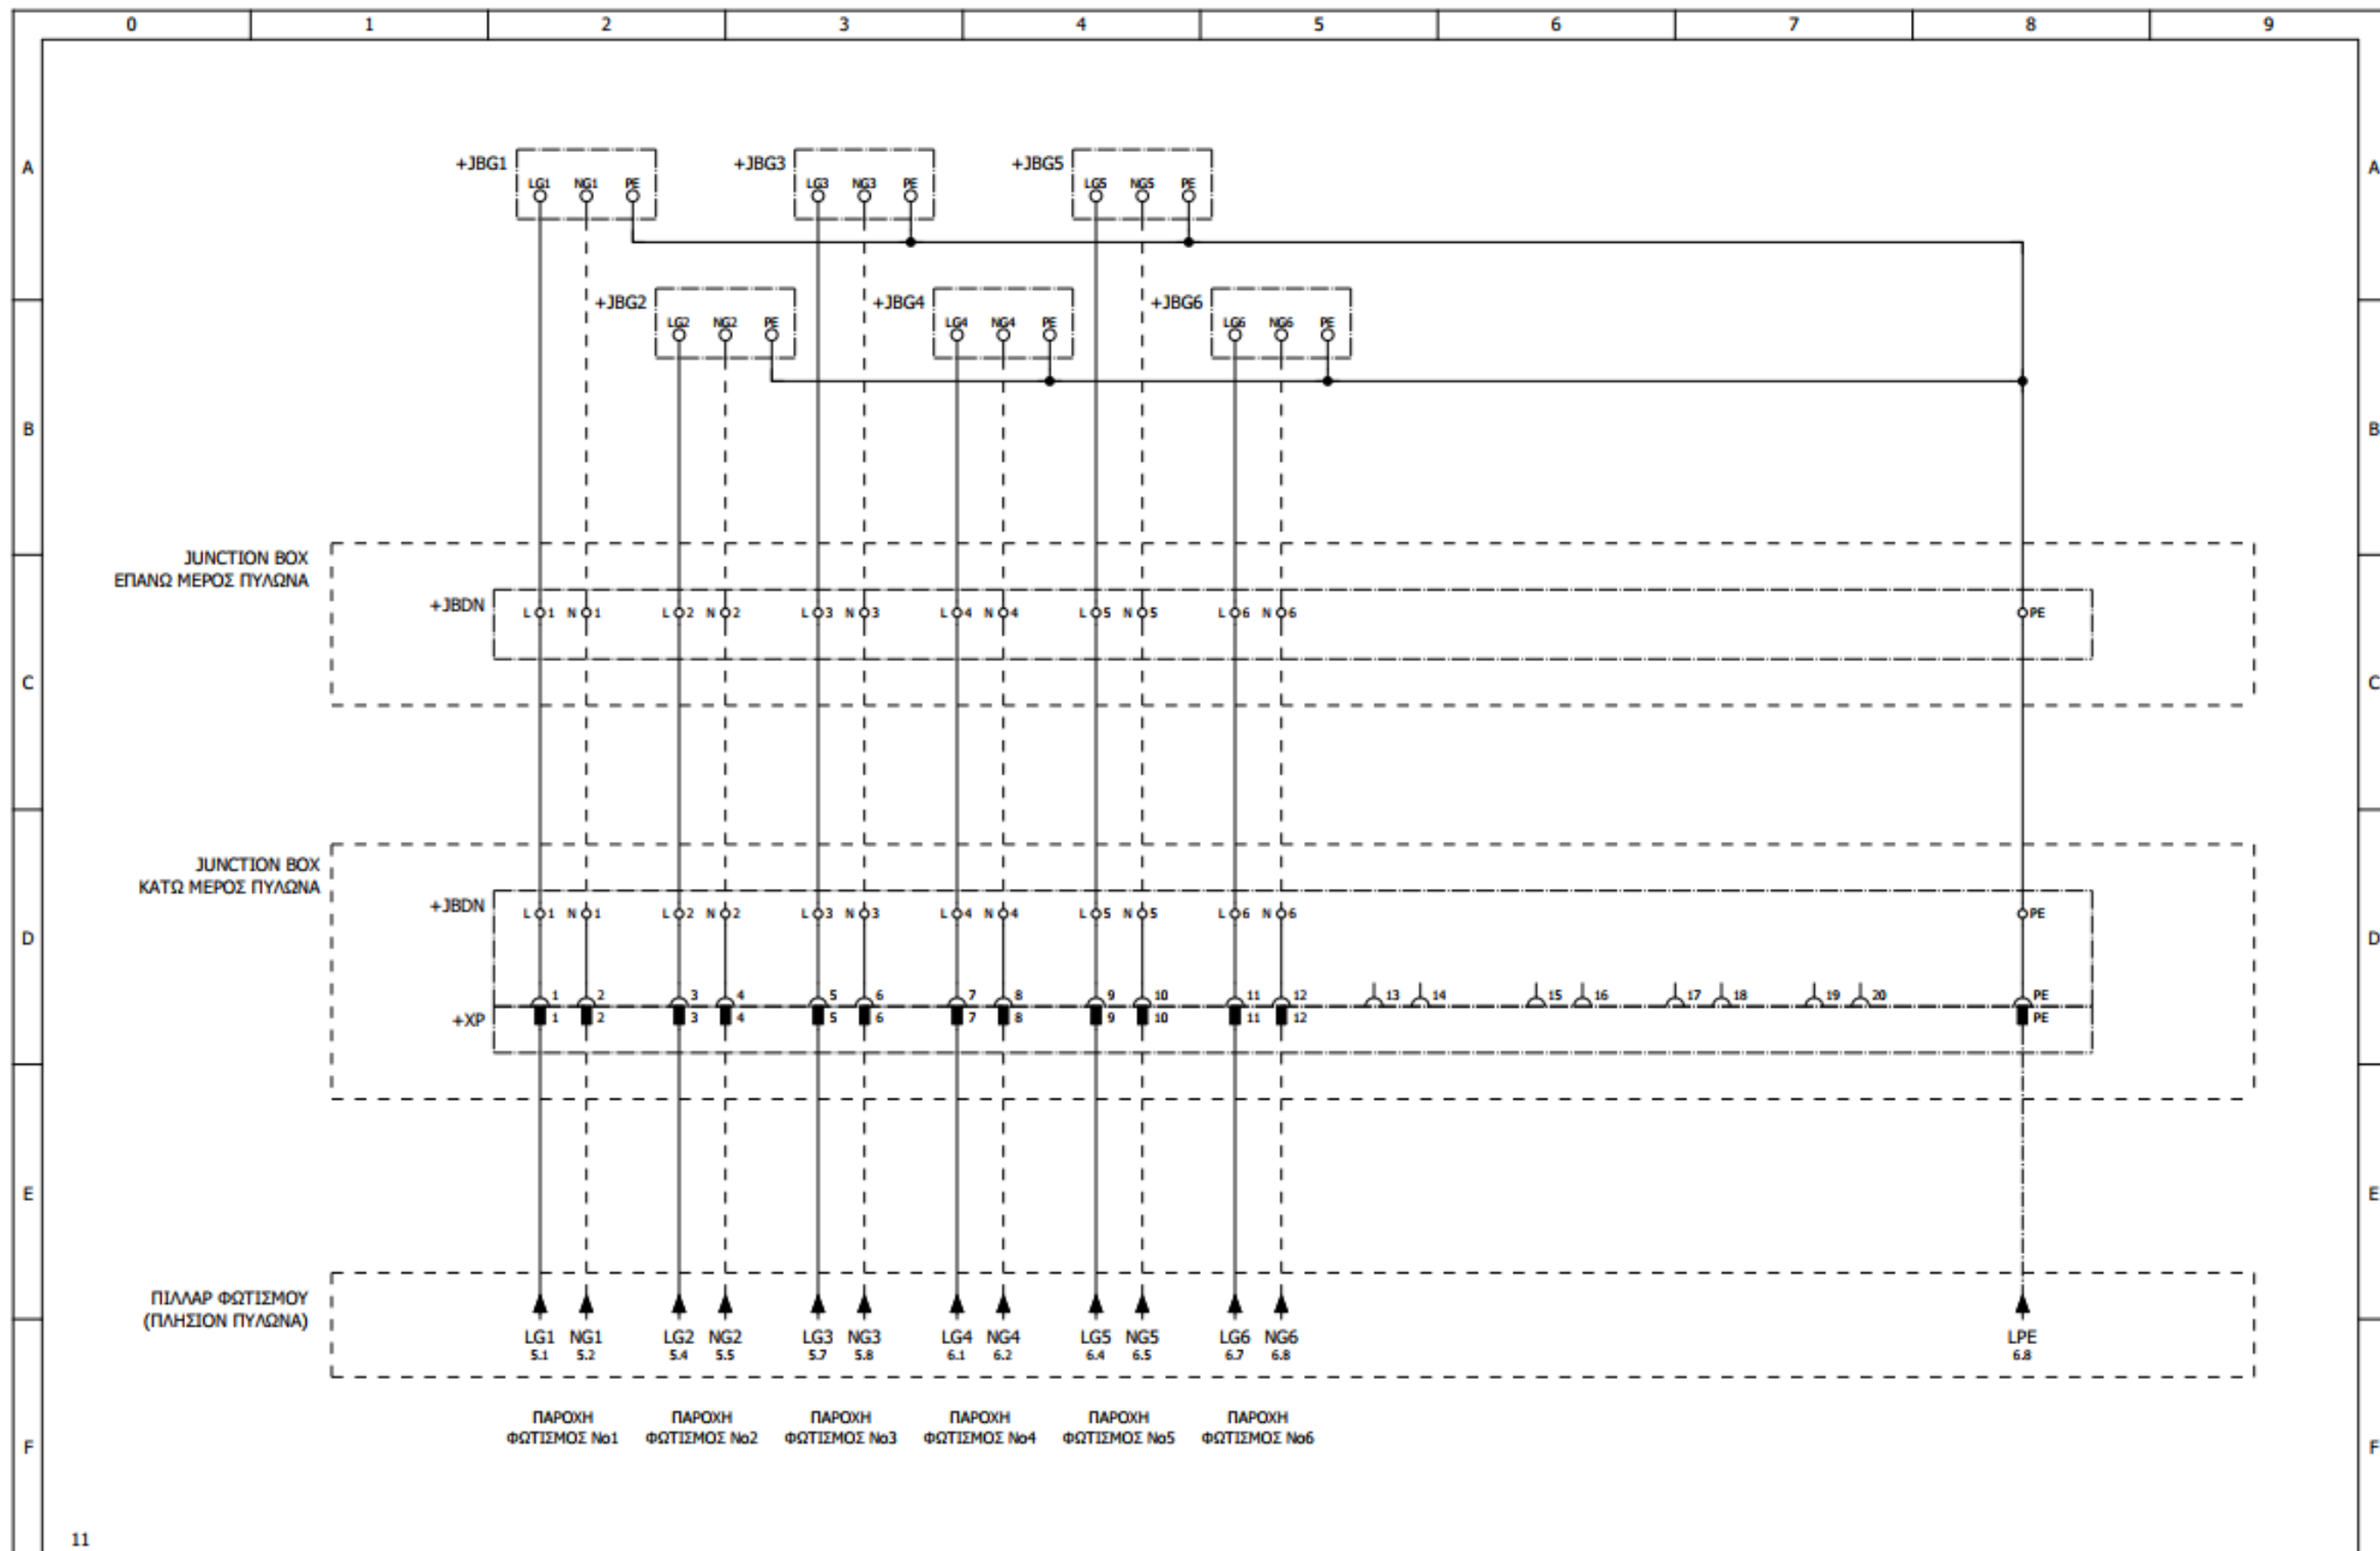 0 1 2 3 4 5 6 7 8 9
A A
+JBG1 LG1 NG1 PE +JBG3 LG3 NG3 PE +JBG5 LG5 NG5 PE
+JBG2 LG2 NG2 PE +JBG4 LG4 NG4 PE +JBG6 LG6 NG6 PE
B B
JUNCTION BOX
ΕΠΑΝΩ ΜΕΡΟΣ ΠΥΛΩΝΑ
+JBDN L 1 N 1 L 2 N 2 L 3 N 3 L 4 N 4 L 5 N 5 L 6 N 6 PE
C C
JUNCTION BOX
ΚΑΤΩ ΜΕΡΟΣ ΠΥΛΩΝΑ
+JBDN L 1 N 1 L 2 N 2 L 3 N 3 L 4 N 4 L 5 N 5 L 6 N 6 PE
D D
1 2 3 4 5 6 7 8 9 10 11 12 13 14 15 16 17 18 19 20 PE
+XP 1 2 3 4 5 6 7 8 9 10 11 12 PE
E E
ΠΙΛΛΑΡ ΦΩΤΙΣΜΟΥ
(ΠΛΗΣΙΟΝ ΠΥΛΩΝΑ)
LG1 NG1 LG2 NG2 LG3 NG3 LG4 NG4 LG5 NG5 LG6 NG6 LPE
5.1 5.2 5.4 5.5 5.7 5.8 6.1 6.2 6.4 6.5 6.7 6.8 6.8
ΠΑΡΟΧΗ ΠΑΡΟΧΗ ΠΑΡΟΧΗ ΠΑΡΟΧΗ ΠΑΡΟΧΗ ΠΑΡΟΧΗ
ΦΩΤΙΣΜΟΣ Νο1 ΦΩΤΙΣΜΟΣ Νο2 ΦΩΤΙΣΜΟΣ Νο3 ΦΩΤΙΣΜΟΣ Νο4 ΦΩΤΙΣΜΟΣ Νο5 ΦΩΤΙΣΜΟΣ Νο6
F F
11